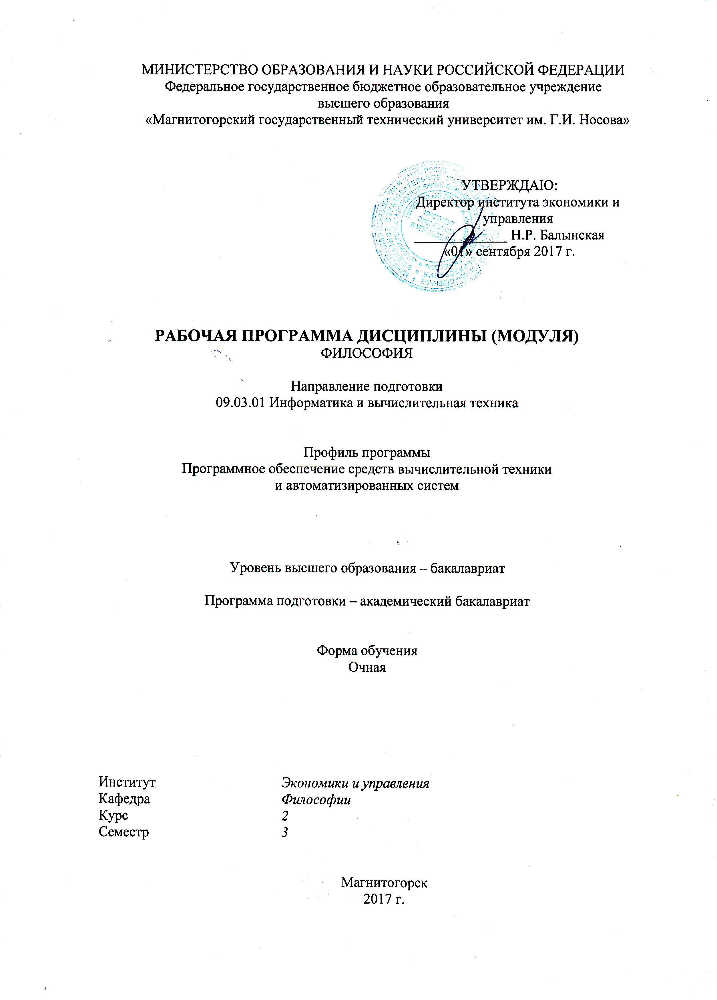 МИНИСТЕРСТВО ОБРАЗОВАНИЯ И НАУКИ РОССИЙСКОЙ ФЕДЕРАЦИИ
Федеральное государственное бюджетное образовательное учреждение
высшего образования
«Магнитогорский государственный технический университет им. Г.И. Носова»
УТВЕРЖДАЮ:
Директор института экономики и
управления
Н.Р. Балынская
«01» сентября 2017 г.
ИНСТИТУТ
ЭКОНОМИКИ
И УПРАВЛЕНИЯ
РАБОЧАЯ ПРОГРАММА ДИСЦИПЛИНЫ (МОДУЛЯ)
ФИЛОСОФИЯ
Направление подготовки
09.03.01 Информатика и вычислительная техника
Профиль программы
Программное обеспечение средств вычислительной техники
и автоматизированных систем
Уровень высшего образования – бакалавриат
Программа подготовки – академический бакалавриат
Форма обучения
Очная
Институт Экономики и управления
Кафедра Философии
Курс 2
Семестр 3
Магнитогорск
2017 г.